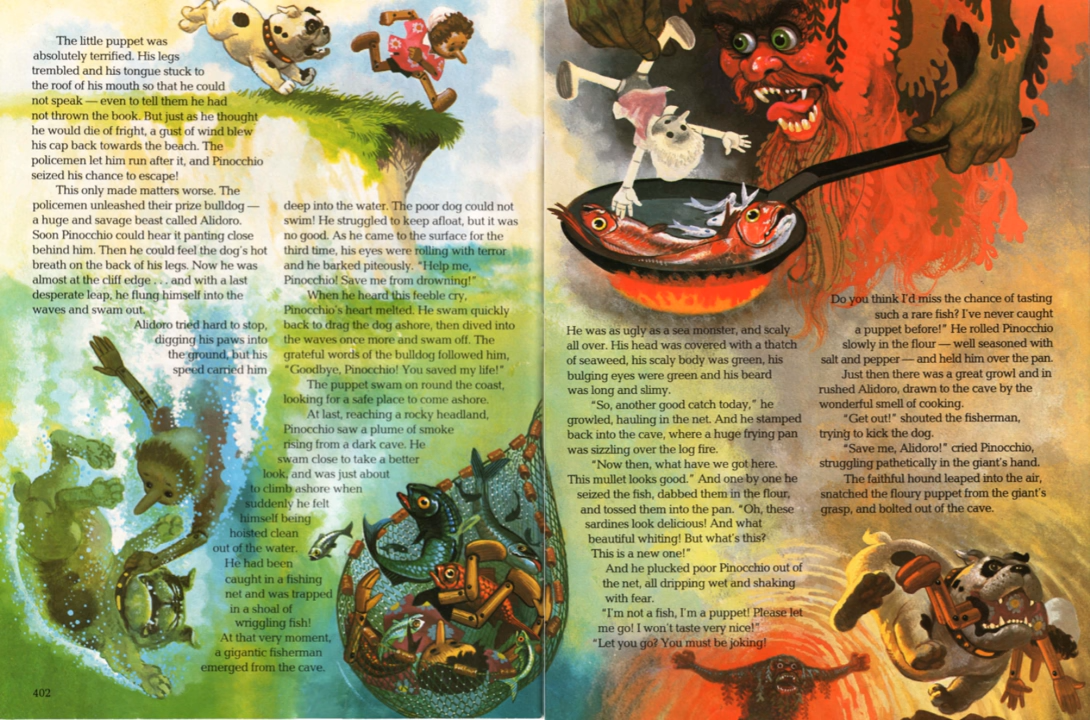 The little puppet was
absolutely terrified. His legs
trembled and his tongue stuck to
the roof of his mouth so that he could
not speak — even to tell them he had
not thrown the book. But just as he thought
he would die of fright, a gust of wind blew
his cap back towards the beach. The
policemen let him run after it, and Pinocchio
seized his chance to escape!
This only made matters worse. The
policemen unleashed their prize bulldog —
a huge and savage beast called Alidoro.
Soon Pinocchio could hear it panting close
behind him. Then he could feel the dog's hot
breath on the back of his legs. Now he was
almost at the cliff edge . . . and with a last
desperate leap, he flung himself into the
waves and swam out.
Alidoro tried hard to stop,
digging his paws into
the ground, but his
speed carried him
deep into the water. The poor dog could not
swim! He struggled to keep afloat, but it was
no good. As he came to the surface for the
third time, his eyes were rolling with terror
and he barked piteously. "Help me,
Pinocchio! Save me from drowning!"
When he heard this feeble cry,
Pinocchio's heart melted. He swam quickly
back to drag the dog ashore, then dived into
the waves once more and swam off. The
grateful words of the bulldog followed him,
"Goodbye, Pinocchio! You saved my life!"
The puppet swam on round the coast,
looking for a safe place to come ashore.
At last, reaching a rocky headland,
Pinocchio saw a plume of smoke
rising from a dark cave. He
swam close to take a better
look, and was just about
to climb ashore when
suddenly he felt
himself being
hoisted clean
out of the water.
He had been
caught in a fishing
net and was trapped
in a shoal of
wriggling fish!
At that very moment,
a gigantic fisherman
emerged from the cave.
402
He was as ugly as a sea monster, and scaly
all over. His head was covered with a thatch
of seaweed, his scaly body was green, his
bulging eyes were green and his beard
was long and slimy.
"So, another good catch today," he
growled, hauling in the net. And he stamped
back into the cave, where a huge frying pan
was sizzling over the log fire.
"Now then, what have we got here.
This mullet looks good." And one by one he
seized the fish, dabbed them in the flour,
and tossed them into the pan. "Oh, these
sardines look delicious! And what
beautiful whiting! But what's this?
This is a new one!"
And he plucked poor Pinocchio out of
the net, all dripping wet and shaking
with fear.
"I'm not a fish, I'm a puppet! Please let
me go! I won't taste very nice!"
"Let you go? You must be joking!
Do you think I'd miss the chance of tasting
such a rare fish? I've never caught
a puppet before!" He rolled Pinocchio
slowly in the flour — well seasoned with
salt and pepper — and held him over the pan.
Just then there was a great growl and in
rushed Alidoro, drawn to the cave by the
wonderful smell of cooking.
"Get out!" shouted the fisherman,
trying to kick the dog.
"Save me, Alidoro!" cried Pinocchio,
struggling pathetically in the giant's hand.
The faithful hound leaped into the air,
snatched the floury puppet from the giant's
grasp, and bolted out of the cave.